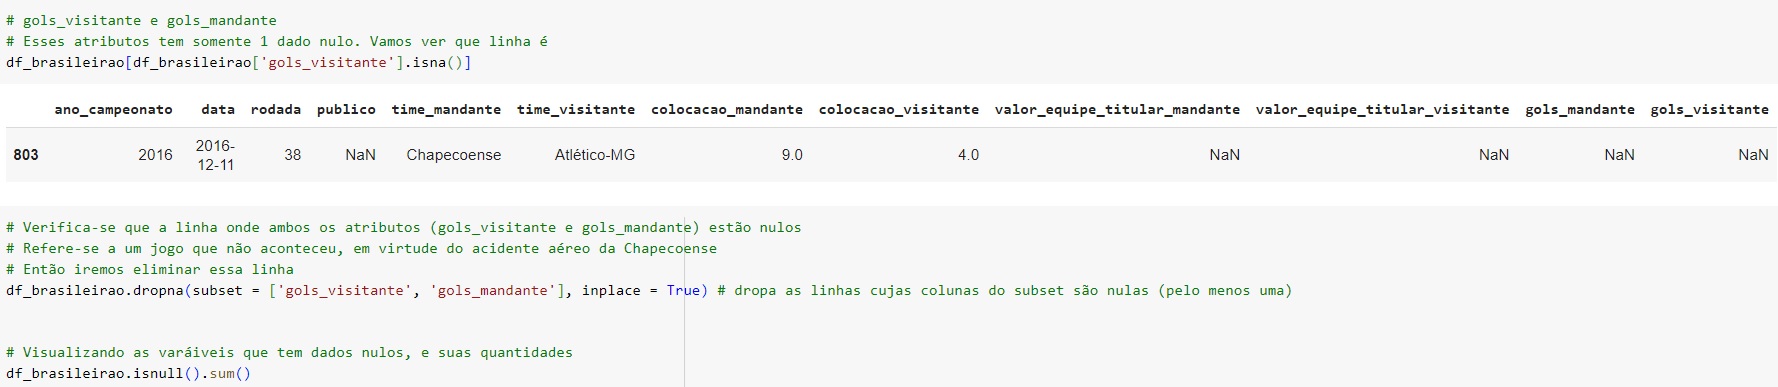 # gols_visitante e gols_mandante
# Esses atributos tem somente 1 dado nulo. Vamos ver que linha é
df_brasileirao[df_brasileirao['gols_visitante'].isna()]
ano_campeonato data rodada publico time_mandante time_visitante colocacao_mandante colocacao_visitante valor_equipe_titular_mandante valor_equipe_titular_visitante gols_mandante gols_visitante
803 2016 2016-12-11 38 NaN Chapecoense Atlético-MG 9.0 4.0 NaN NaN NaN NaN
# Verifica-se que a linha onde ambos os atributos (gols_visitante e gols_mandante) estão nulos
# Refere-se a um jogo que não aconteceu, em virtude do acidente aéreo da Chapecoense
# Então iremos eliminar essa linha
df_brasileirao.dropna(subset = ['gols_visitante', 'gols_mandante'], inplace = True) # dropa as linhas cujas colunas do subset são nulas (pelo menos uma)
# Visualizando as varáiveis que tem dados nulos, e suas quantidades
df_brasileirao.isnull().sum()